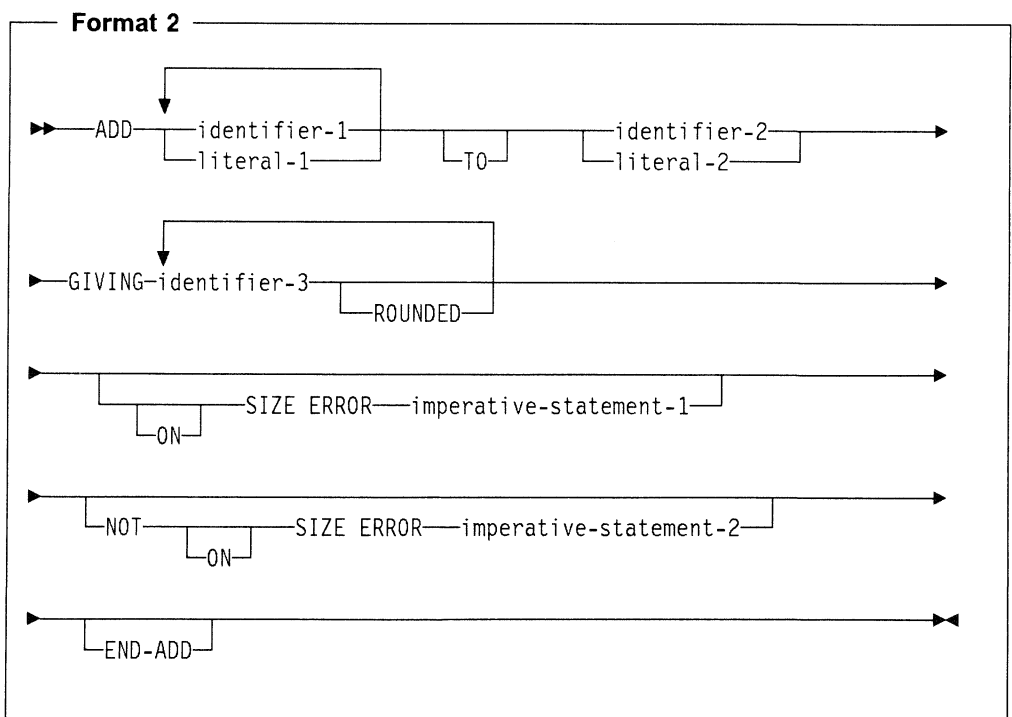 Format 2
ADD identifier-1 identifier-2
literal-1 TO literal-2
GIVING identifier-3
ROUNDED
SIZE ERROR imperative-statement-1
ON
NOT SIZE ERROR imperative-statement-2
ON
END-ADD